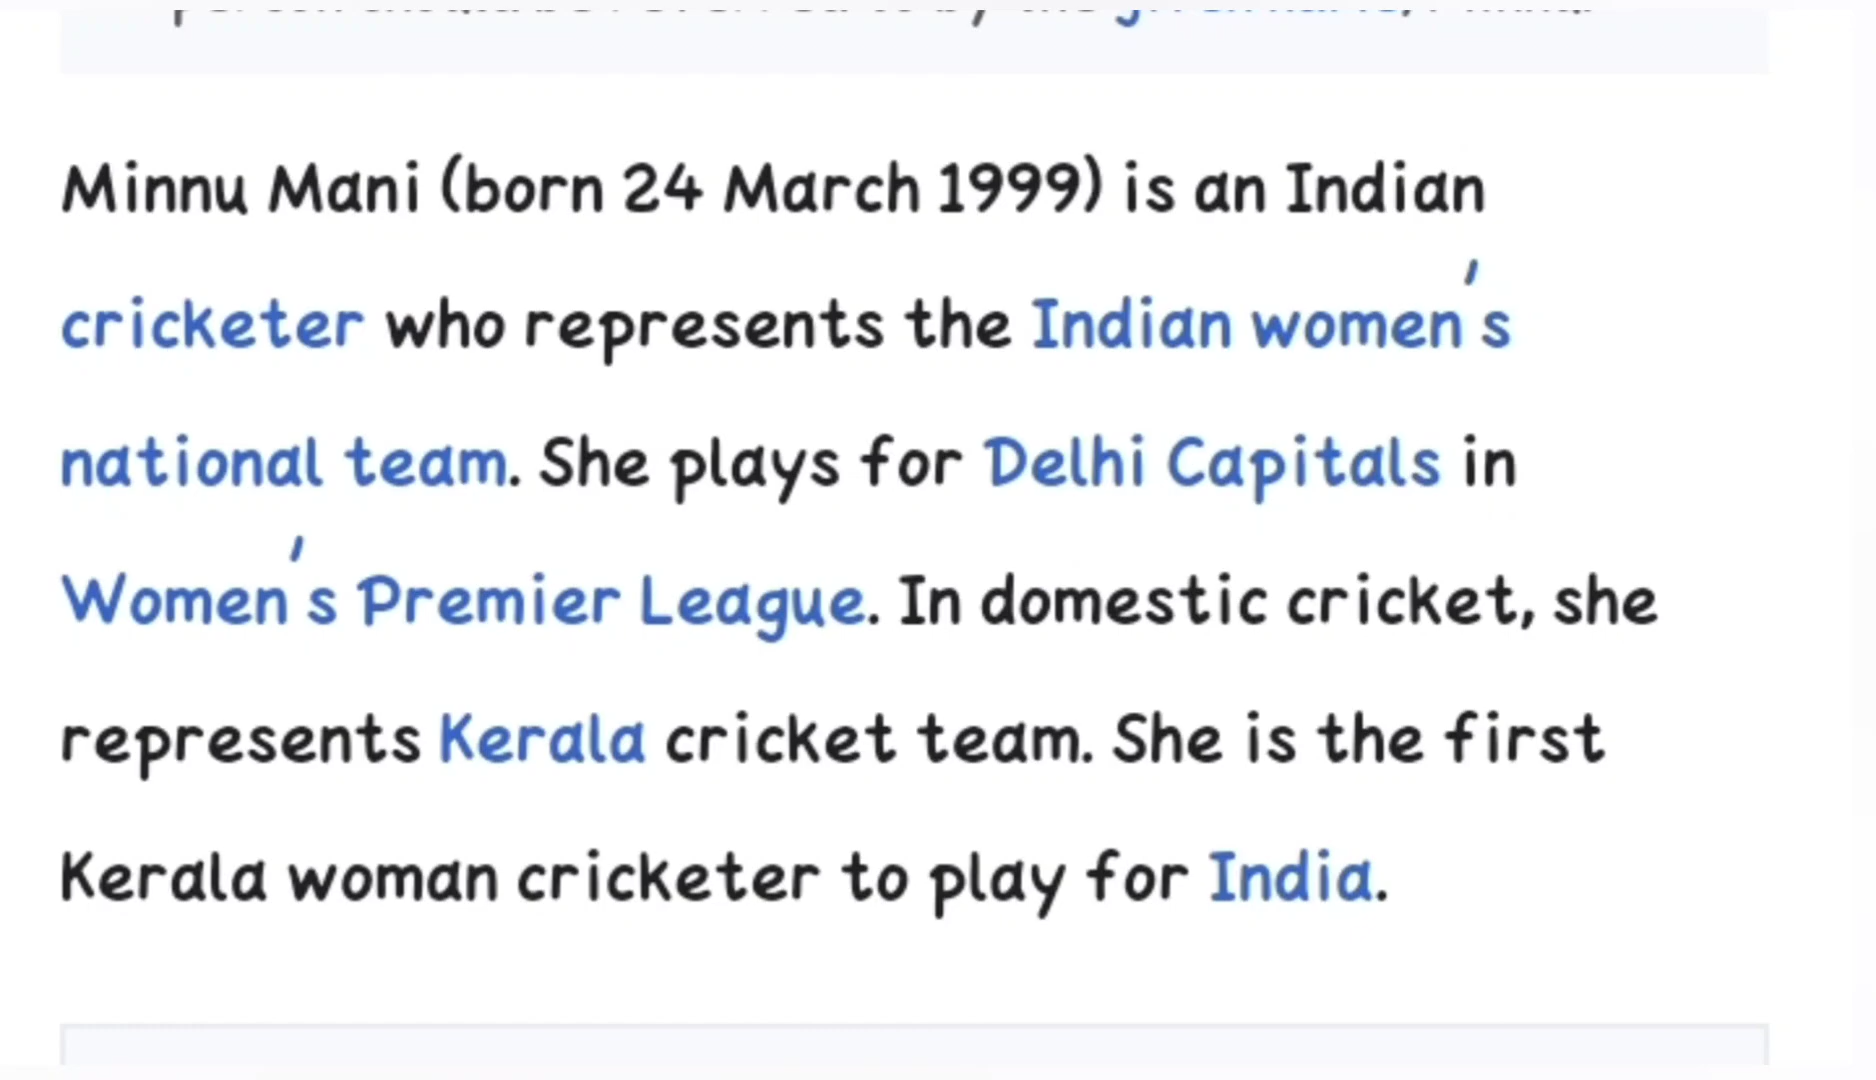 Minnu Mani (born 24 March 1999) is an Indian
cricketer who represents the Indian women's
national team. She plays for Delhi Capitals in
Women's Premier League. In domestic cricket, she
represents Kerala cricket team. She is the first
Kerala woman cricketer to play for India.